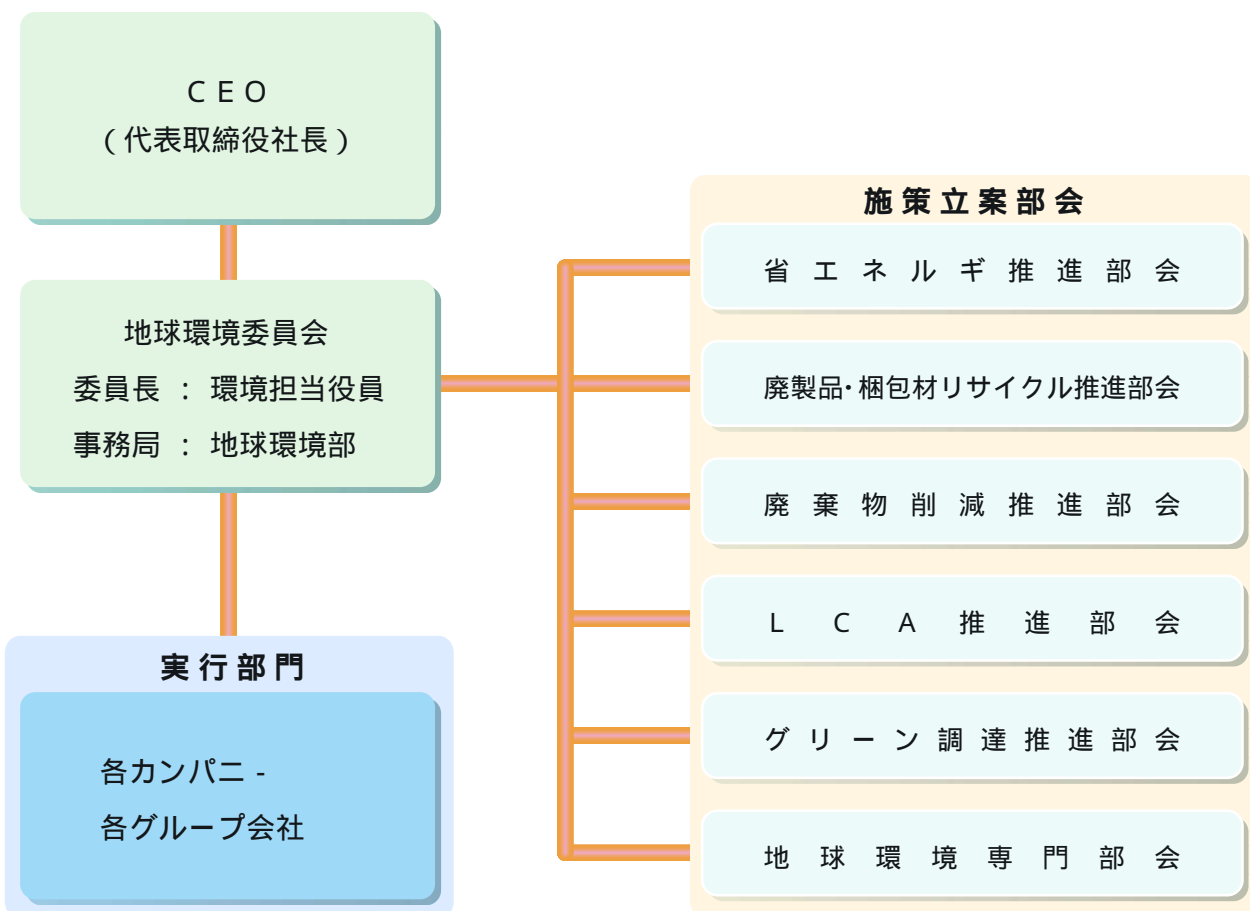 CEO
(代表取締役社長)
地球環境委員会
委員長 : 環境担当役員
事務局 : 地球環境部
実行部門
各カンパニ -
各グループ会社
施策立案部会
省エネルギ推進部会
廃製品・梱包材リサイクル推進部会
廃棄物削減推進部会
LCA推進部会
グリーン調達推進部会
地球環境専門部会